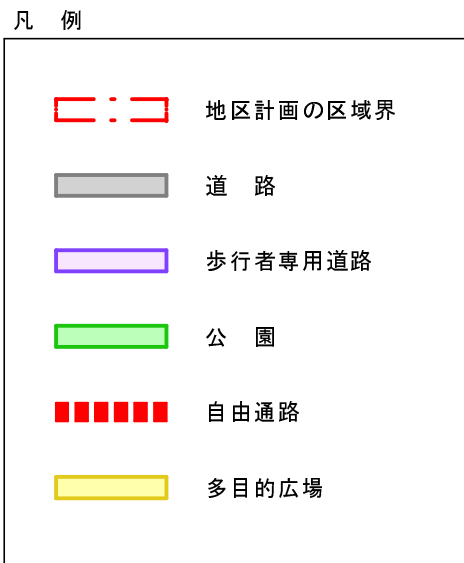 凡　例
地区計画の区域界
道　路
歩行者専用道路
公　園
自由通路
多目的広場